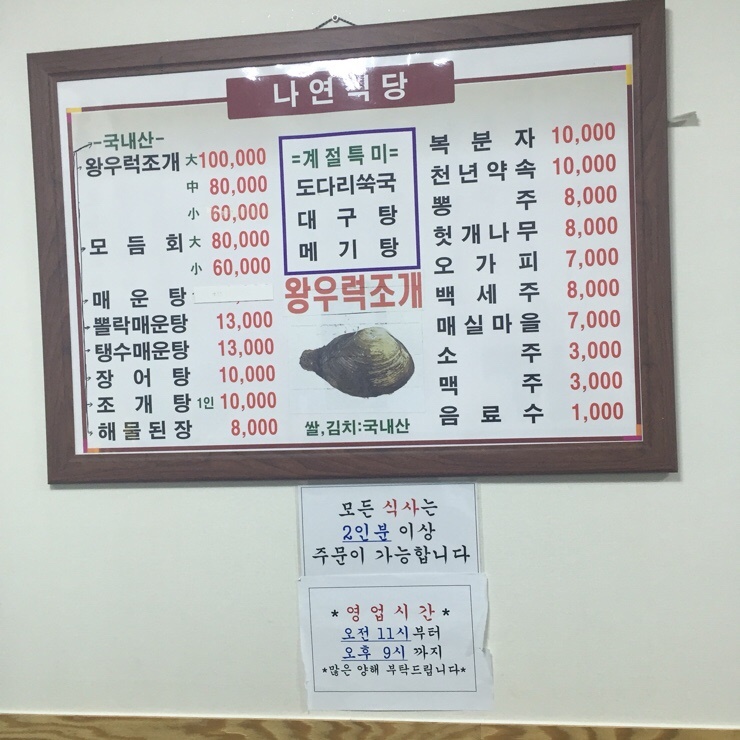 나연식당
-국내산-
왕우럭조개 大 100,000
中 80,000
小 60,000
모듬회 大 80,000
小 60,000
매운탕
뽈락매운탕 13,000
탱수매운탕 13,000
장어탕 10,000
조개탕 1인 10,000
해물된장 8,000
=계절특미=
도다리쑥국
대구탕
메기탕
왕우럭조개
쌀,김치:국내산
복분자 10,000
천년약속 10,000
뽕주 8,000
헛개나무 8,000
오가피 7,000
백세주 8,000
매실마을 7,000
소주 3,000
맥주 3,000
음료수 1,000
모든 식사는
2인분 이상
주문이 가능합니다
* 영업시간 *
오전 11시부터
오후 9시 까지
*많은 양해 부탁드립니다*